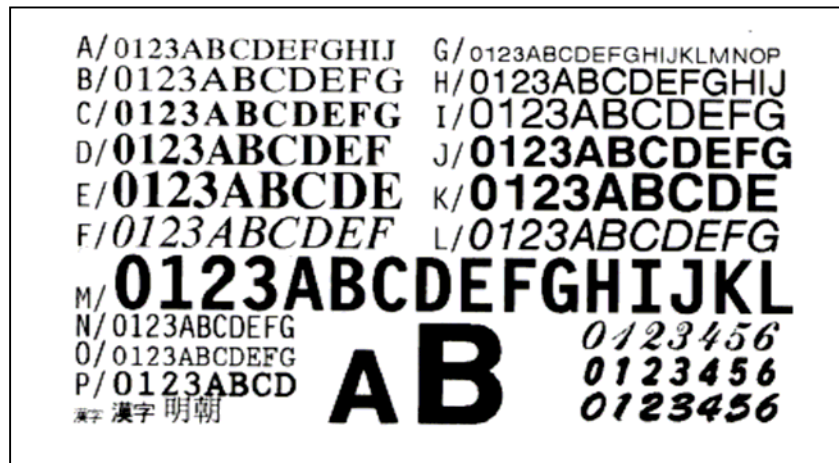 A/0123ABCDEFGHIJ
B/0123ABCDEFG
C/0123ABCDEFG
D/0123ABCDEF
E/0123ABCDE
F/0123ABCDEF
G/0123ABCDEFGHIJKLMNOP
H/0123ABCDEFGHIJ
I/0123ABCDEFG
J/0123ABCDEFG
K/0123ABCDE
L/0123ABCDEFG
M/0123ABCDEFGHIJKL
N/0123ABCDEFG
O/0123ABCDEFG
P/0123ABCD
漢字 漢字 明朝
AB
0123456
0123456
0123456